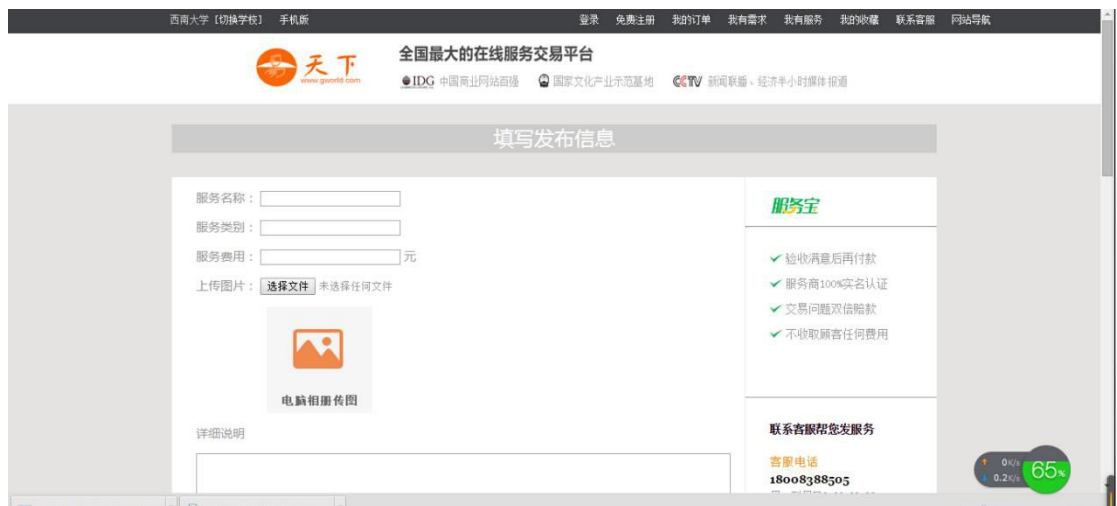 西南大学 [切换学校] 手机版 登录 免费注册 我的订单 我有需求 我有服务 我的收藏 联系客服 网站导航
天下 全国最大的在线服务交易平台
www.gworld.com IDG 中国商业网站百强 国家文化产业示范基地 CCTV 新闻联播、经济半小时媒体报道
填写发布信息
服务名称：
服务类别：
服务费用： 元
上传图片： 选择文件 未选择任何文件
电脑相册传图
详细说明
服务宝
验收满意后再付款
服务商100%实名认证
交易问题双倍赔款
不收取顾客任何费用
联系客服帮您发服务
客服电话
18008388505
0K/s
0.2K/s
65%